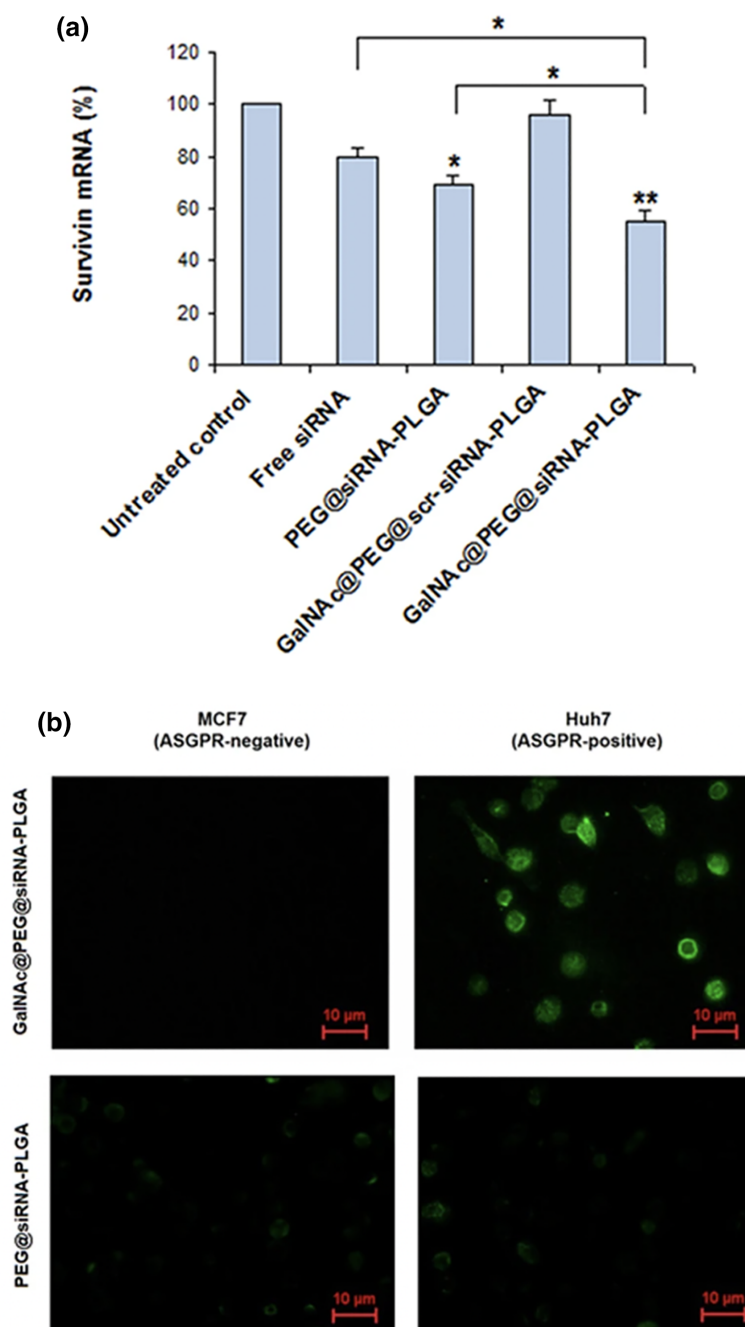 (a)
*
*
*
**
Survivin mRNA (%)
120
100
80
60
40
20
0
Untreated control
Free siRNA
PEG@siRNA-PLGA
GalNAc@PEG@scr-siRNA-PLGA
GalNAc@PEG@siRNA-PLGA
(b)
MCF7
(ASGPR-negative)
Huh7
(ASGPR-positive)
GalNAc@PEG@siRNA-PLGA
10 µm
10 µm
PEG@siRNA-PLGA
10 µm
10 µm